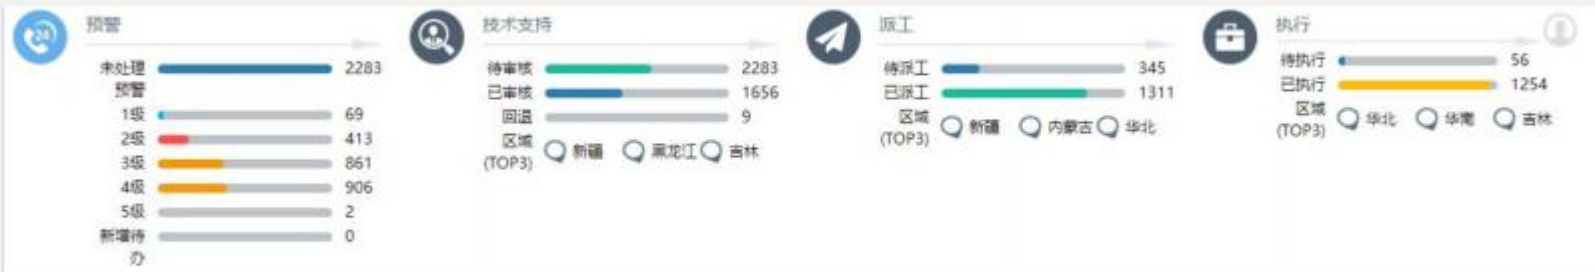 24
预警
未处理
预警
2283
1级 69
2级 413
3级 861
4级 906
5级 2
新增待
办
0
技术支持
待审核 2283
已审核 1656
回退 9
区域
(TOP3)
新疆 黑龙江 吉林
派工
待派工 345
已派工 1311
区域
(TOP3)
新疆 内蒙古 华北
执行
待执行 56
已执行 1254
区域
(TOP3)
华北 华南 吉林